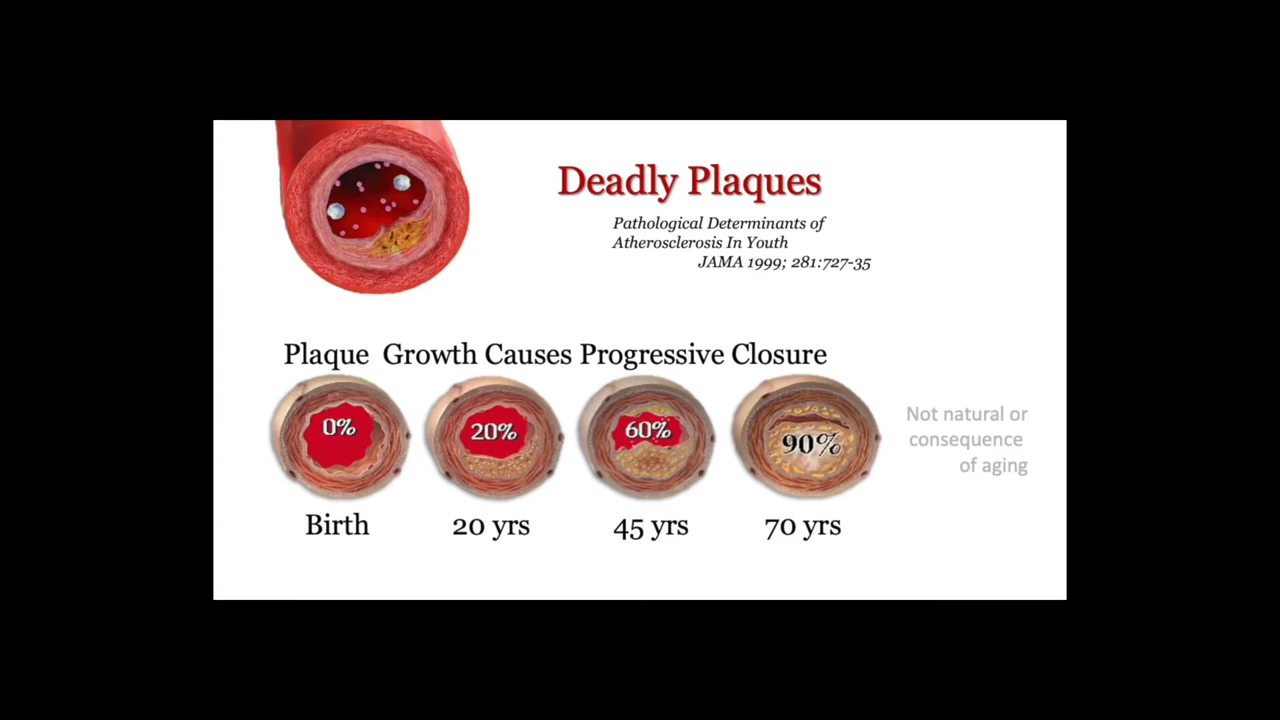 Deadly Plaques
Pathological Determinants of
Atherosclerosis In Youth
JAMA 1999; 281:727-35
Plaque Growth Causes Progressive Closure
0%
20%
60%
90%
Birth
20 yrs
45 yrs
70 yrs
Not natural or
consequence
of aging